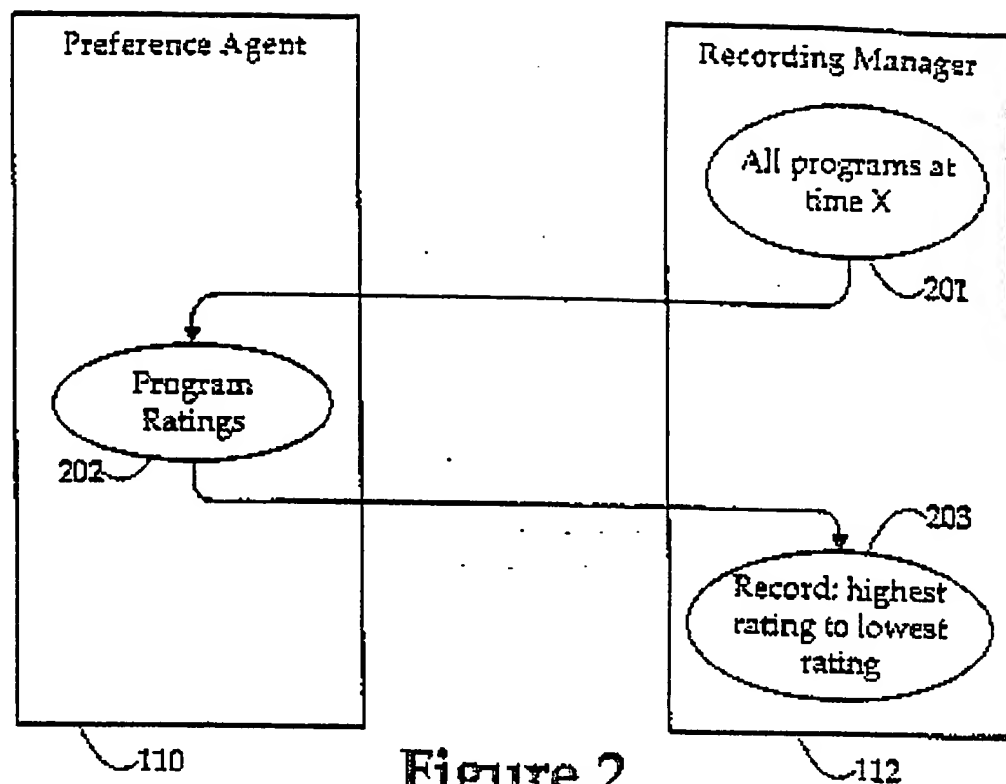 Preference Agent
Recording Manager
All programs at
time X
201
Program
Ratings
202
203
Record: highest
rating to lowest
rating
110
112
Figure 2